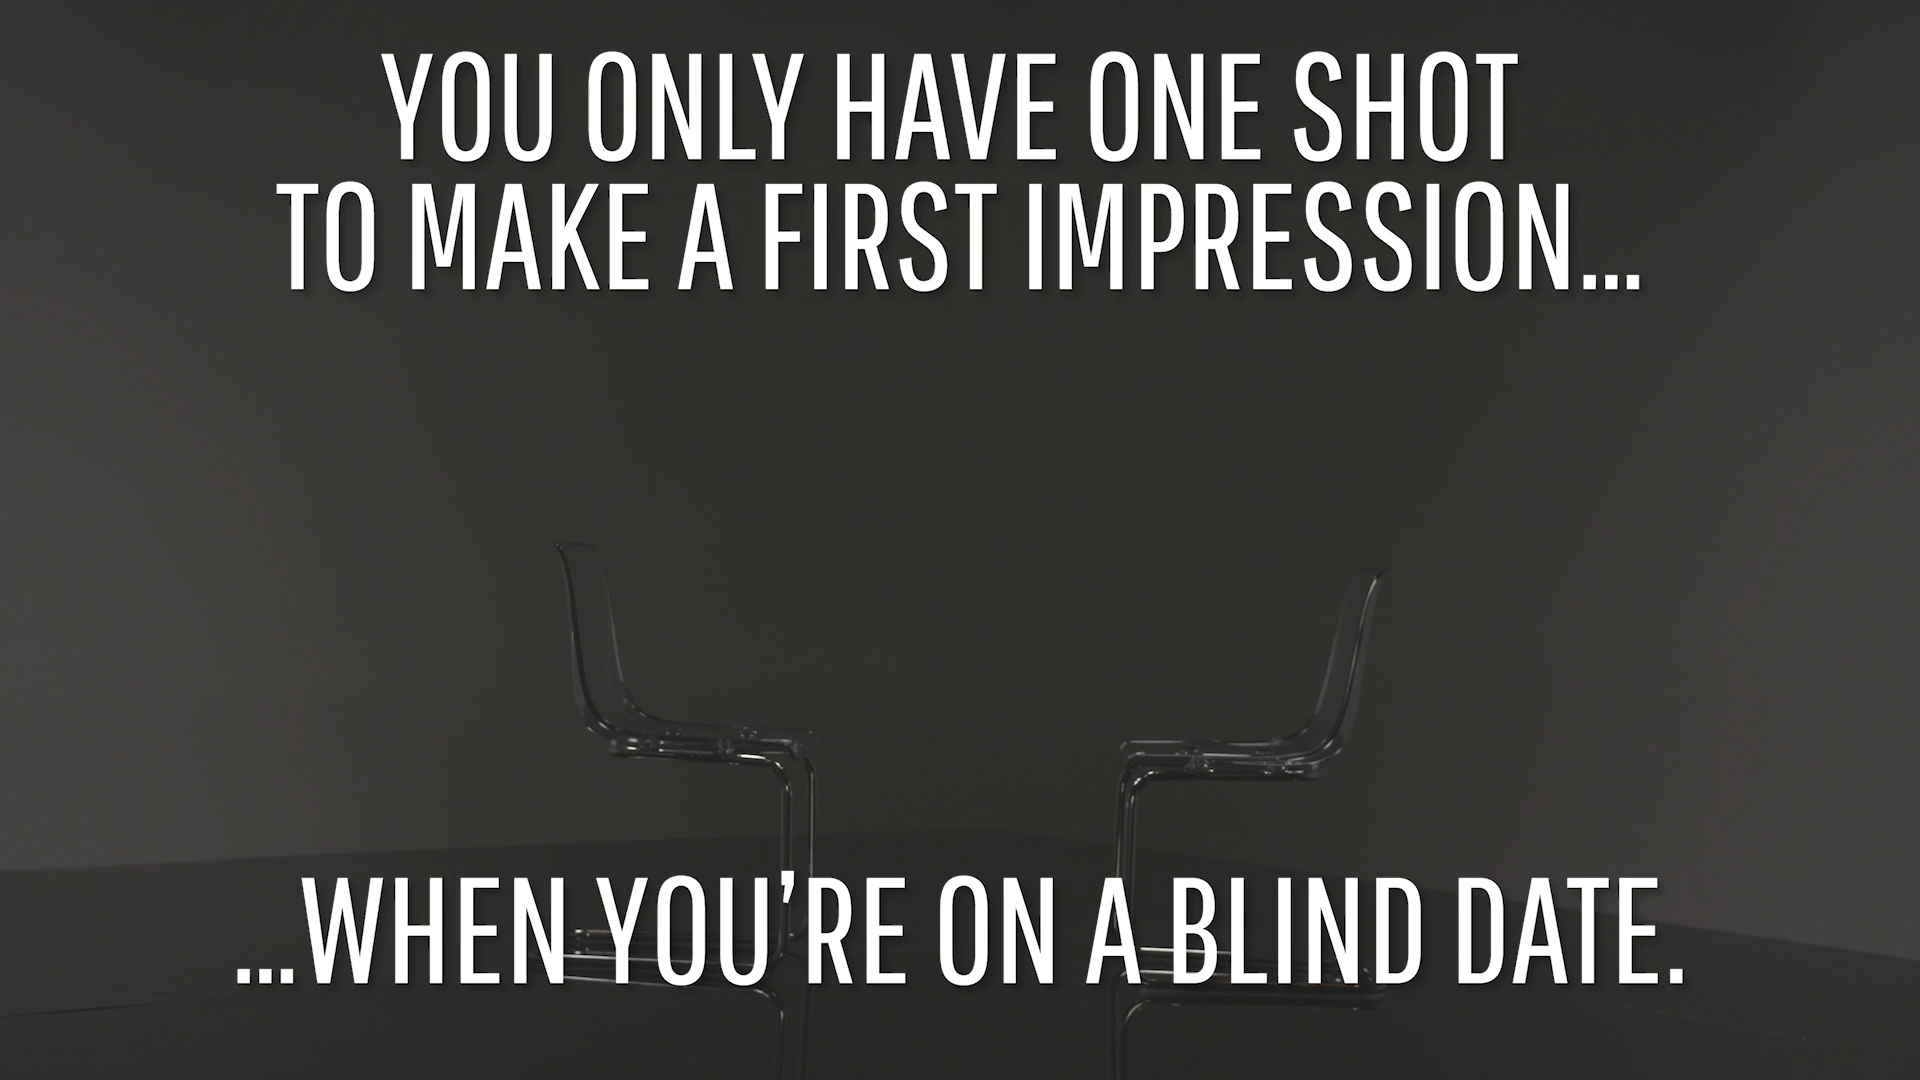 YOU ONLY HAVE ONE SHOT
TO MAKE A FIRST IMPRESSION...
...WHEN YOU'RE ON A BLIND DATE.